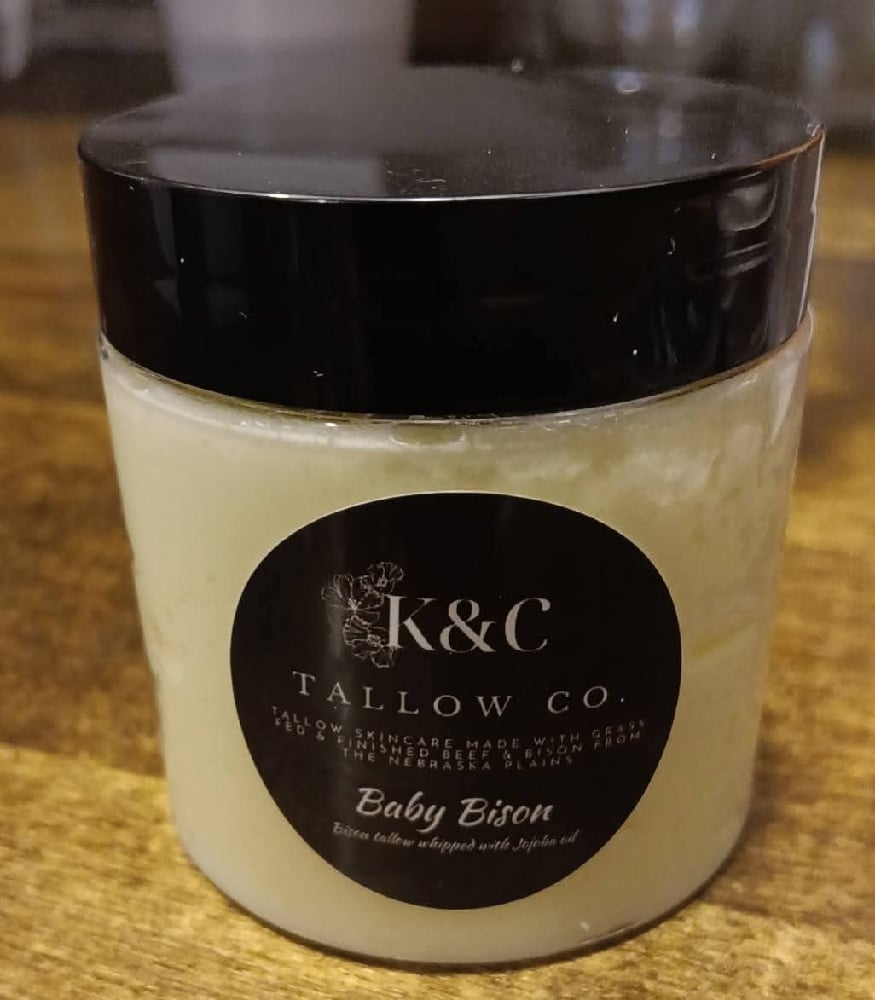 K&C
TALLOW CO.
TALLOW SKINCARE MADE WITH GRASS
FED & FINISHED BEEF & BISON FROM
THE NEBRASKA PLAINS
Baby Bison
Bison tallow whipped with Jojoba oil